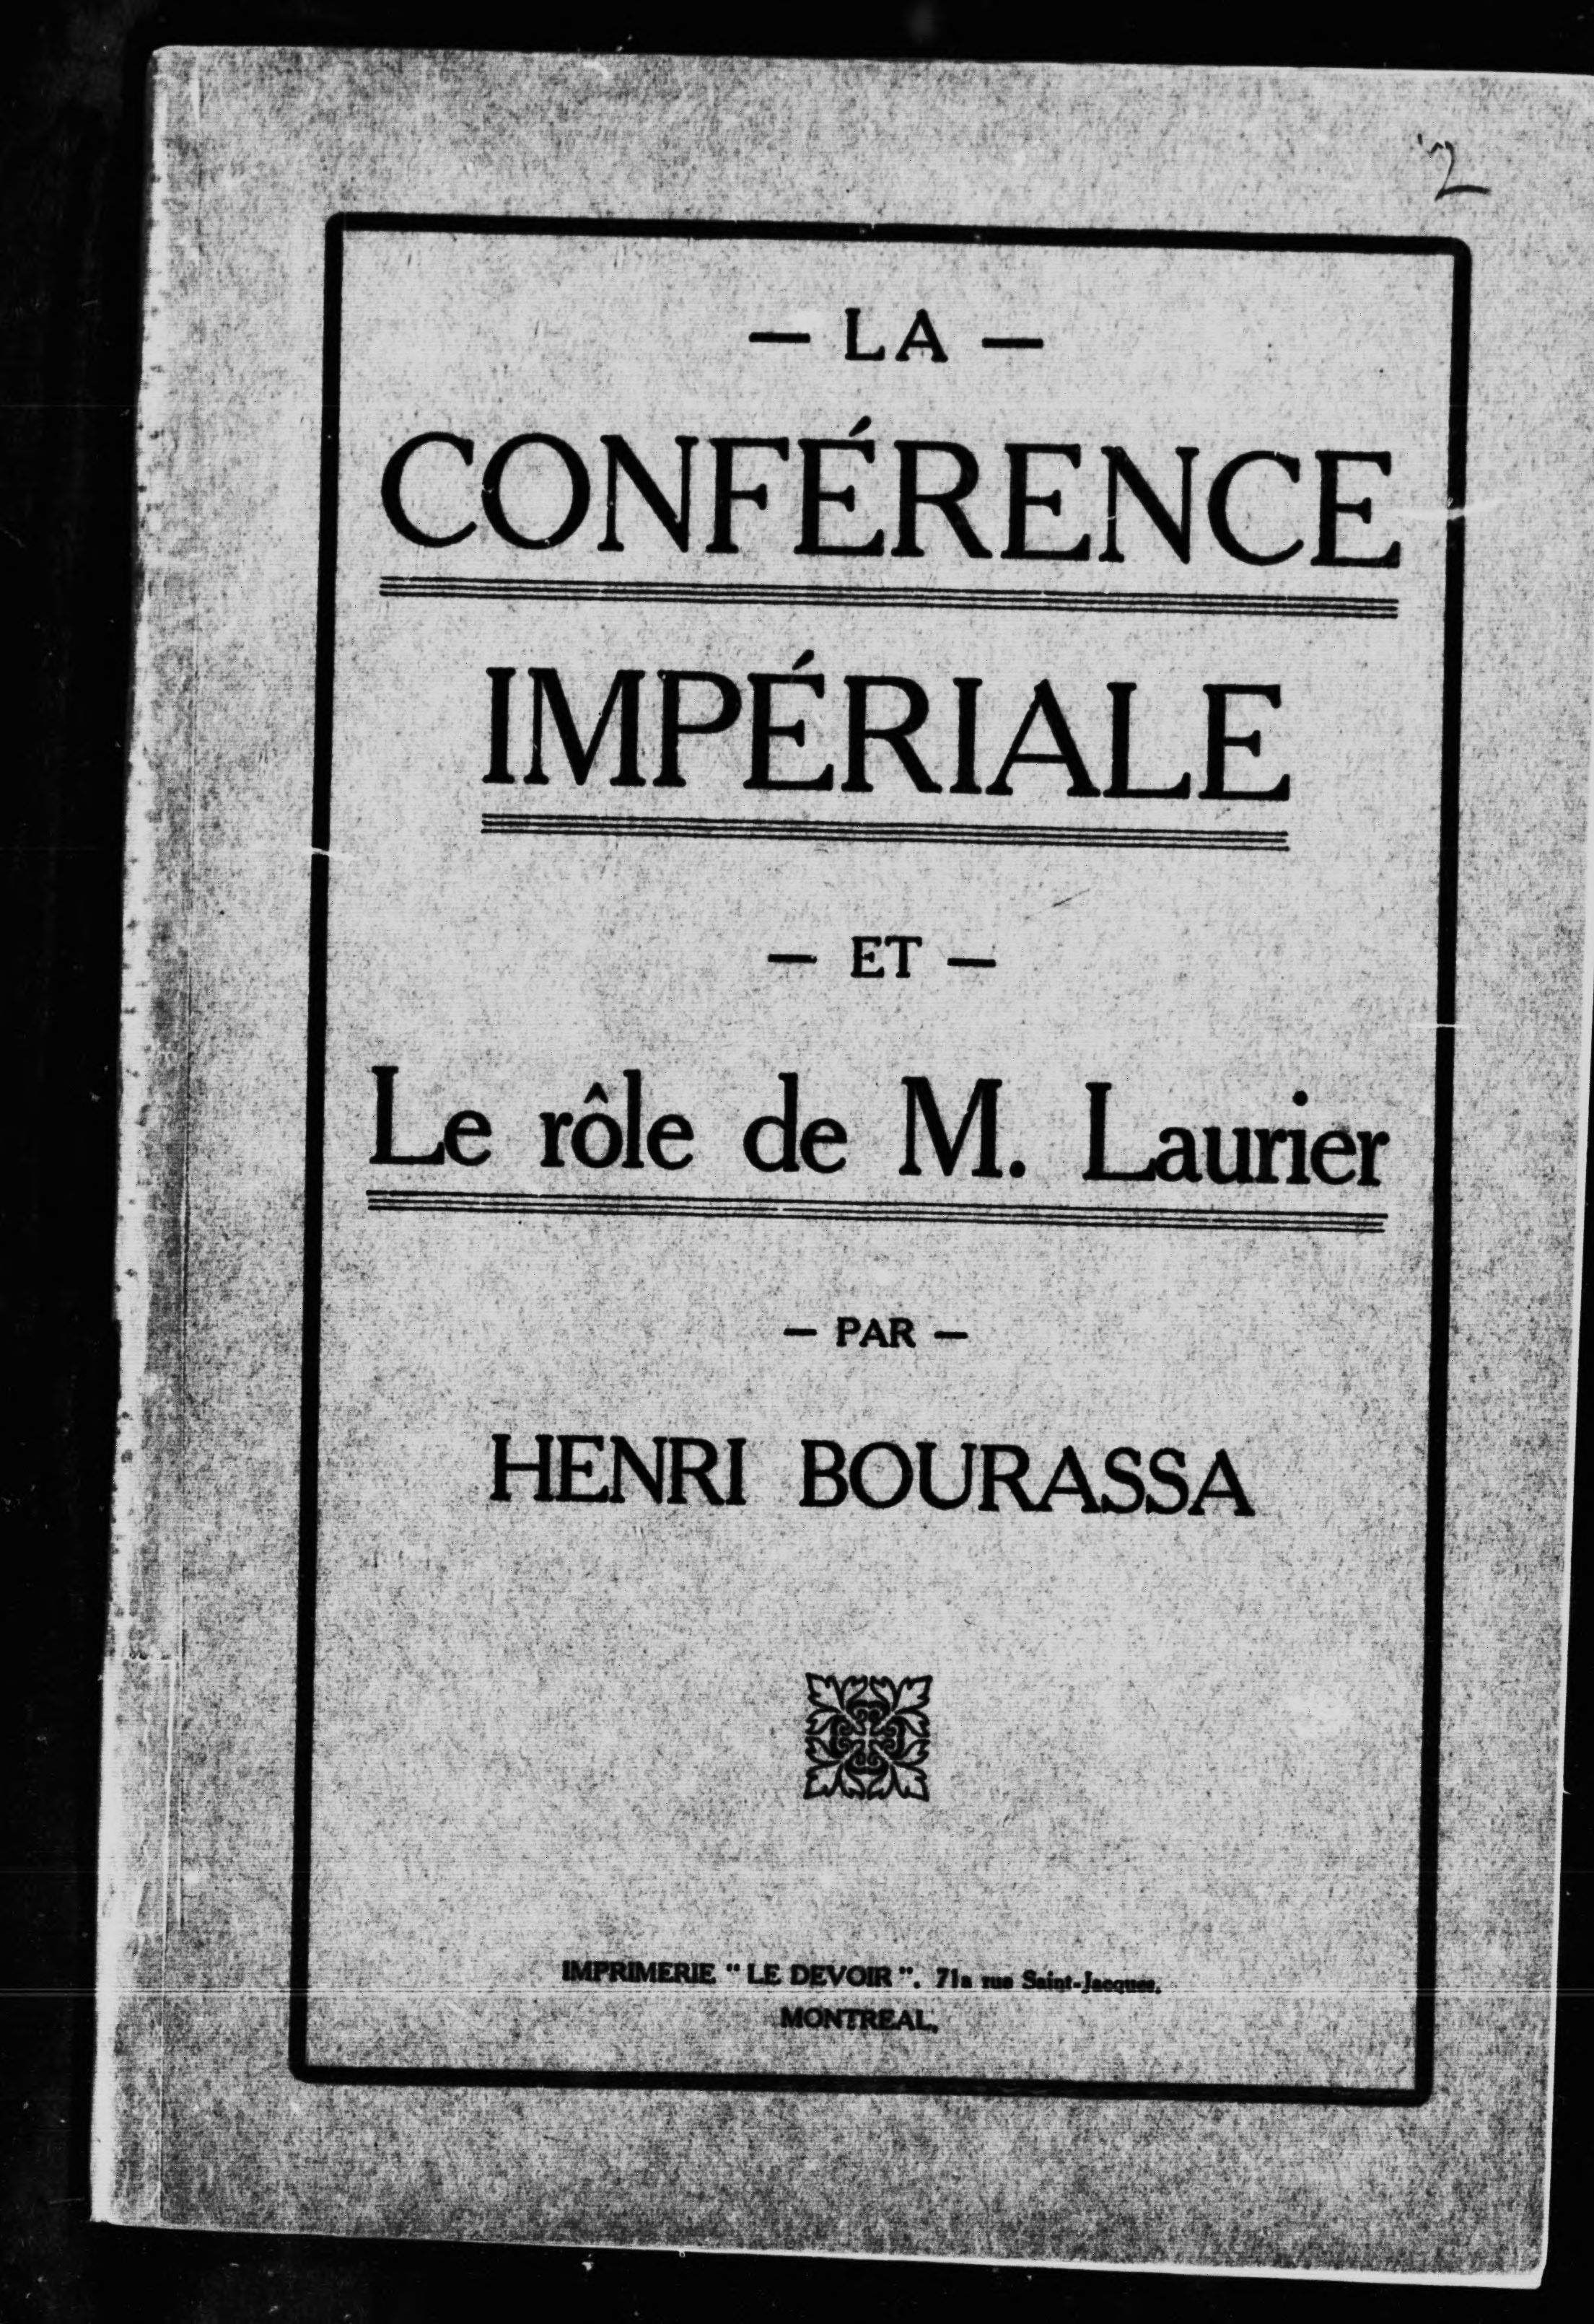 2
— LA —
CONFÉRENCE
IMPÉRIALE
— ET —
Le rôle de M. Laurier
— PAR —
HENRI BOURASSA
IMPRIMERIE " LE DEVOIR ". 71a rue Saint-Jacques,
MONTREAL.